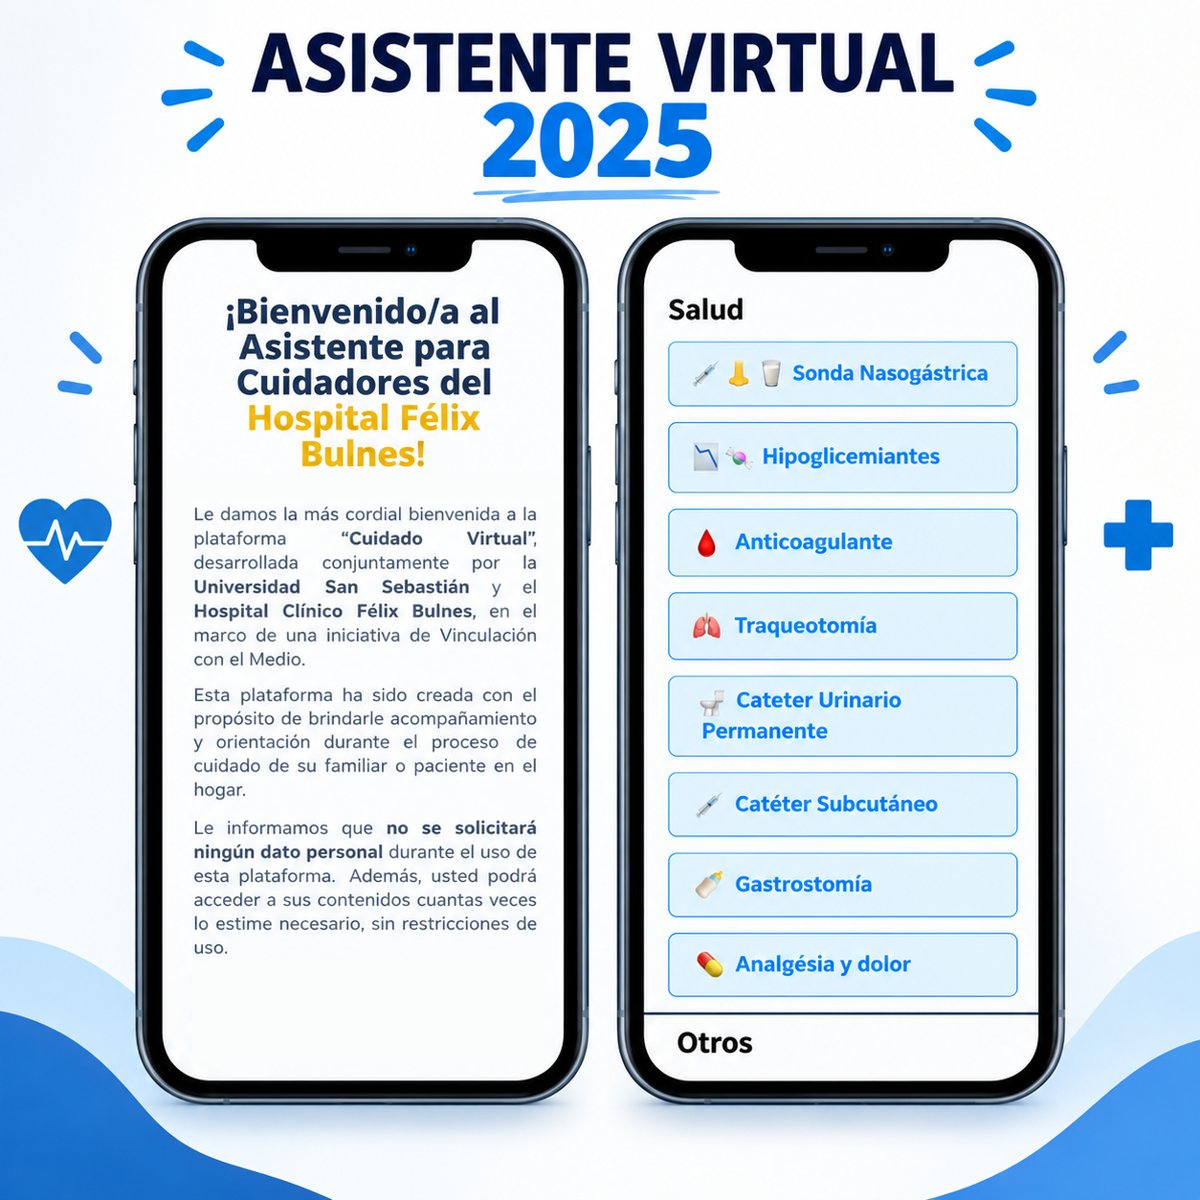 ASISTENTE VIRTUAL
2025
¡Bienvenido/a al
Asistente para
Cuidadores del
Hospital Félix
Bulnes!
Le damos la más cordial bienvenida a la
plataforma “Cuidado Virtual”,
desarrollada conjuntamente por la
Universidad San Sebastián y el
Hospital Clínico Félix Bulnes, en el
marco de una iniciativa de Vinculación
con el Medio.
Esta plataforma ha sido creada con el
propósito de brindarle acompañamiento
y orientación durante el proceso de
cuidado de su familiar o paciente en el
hogar.
Le informamos que no se solicitará
ningún dato personal durante el uso de
esta plataforma. Además, usted podrá
acceder a sus contenidos cuantas veces
lo estime necesario, sin restricciones de
uso.
Salud
Sonda Nasogástrica
Hipoglicemiantes
Anticoagulante
Traqueotomía
Cateter Urinario
Permanente
Catéter Subcutáneo
Gastrostomía
Analgésia y dolor
Otros